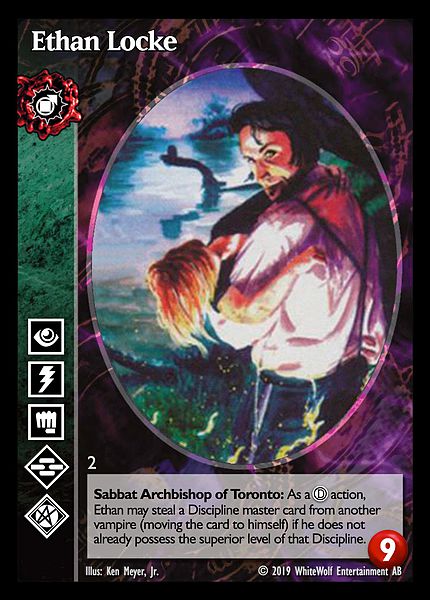 Ethan Locke
2
Sabbat Archbishop of Toronto: As a Ⓓ action,
Ethan may steal a Discipline master card from another
vampire (moving the card to himself) if he does not
already possess the superior level of that Discipline.
9
Illus: Ken Meyer, Jr. © 2019 WhiteWolf Entertainment AB